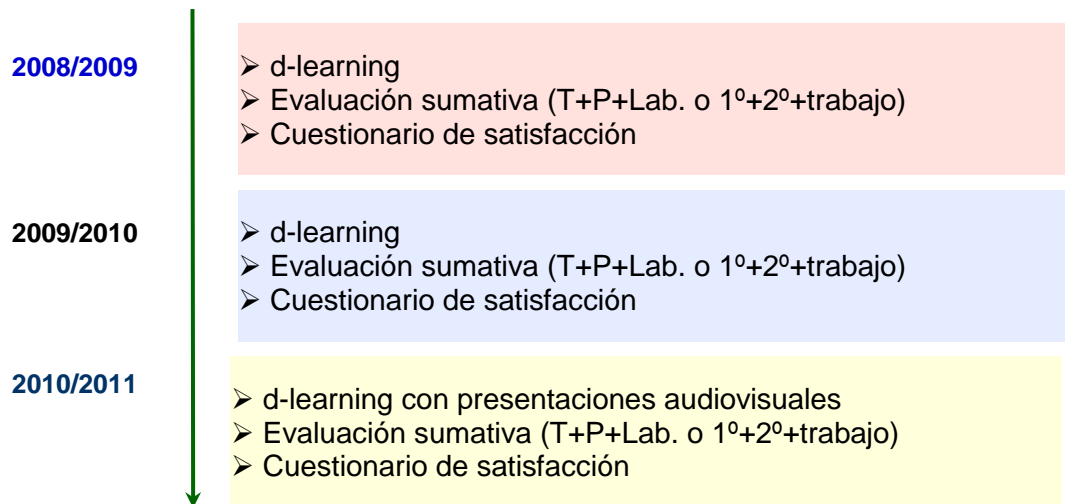 2008/2009
➢ d-learning
➢ Evaluación sumativa (T+P+Lab. o 1º+2º+trabajo)
➢ Cuestionario de satisfacción
2009/2010
➢ d-learning
➢ Evaluación sumativa (T+P+Lab. o 1º+2º+trabajo)
➢ Cuestionario de satisfacción
2010/2011
➢ d-learning con presentaciones audiovisuales
➢ Evaluación sumativa (T+P+Lab. o 1º+2º+trabajo)
➢ Cuestionario de satisfacción